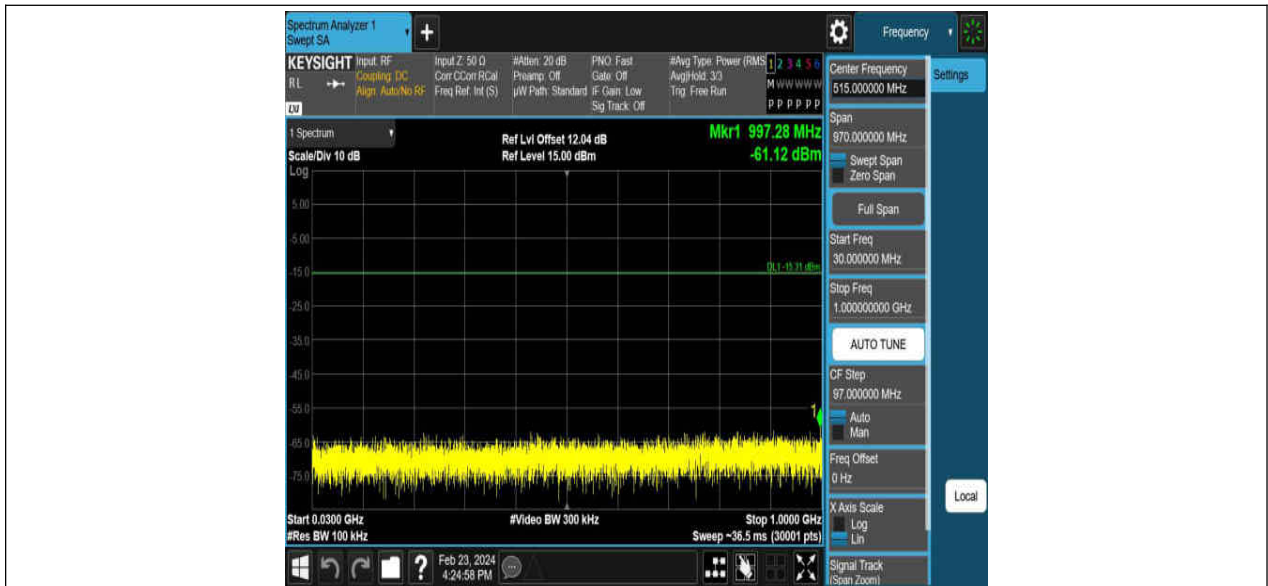 Spectrum Analyzer 1
Swept SA
+
Frequency
KEYSIGHT
RL
LXI
Input: RF
Coupling: DC
Align: Auto/No RF
Input Z: 50 Ω
Corr CCorr RCal
Freq Ref: Int (S)
#Atten: 20 dB
Preamp: Off
µW Path: Standard
PNO: Fast
Gate: Off
IF Gain: Low
Sig Track: Off
#Avg Type: Power (RMS
Avg|Hold: 3/3
Trig: Free Run
1 2 3 4 5 6
M W W W W W
P P P P P P
Center Frequency
515.000000 MHz
Settings
1 Spectrum
Scale/Div 10 dB
Log
Ref Lvl Offset 12.04 dB
Ref Level 15.00 dBm
Mkr1 997.28 MHz
-61.12 dBm
5.00
-5.00
-15.0
-25.0
-35.0
-45.0
-55.0
-65.0
-75.0
DL1 -15.31 dBm
1
Start 0.0300 GHz
#Res BW 100 kHz
#Video BW 300 kHz
Stop 1.0000 GHz
Sweep ~36.5 ms (30001 pts)
Span
970.000000 MHz
Swept Span
Zero Span
Full Span
Start Freq
30.000000 MHz
Stop Freq
1.000000000 GHz
AUTO TUNE
CF Step
97.000000 MHz
Auto
Man
Freq Offset
0 Hz
X Axis Scale
Log
Lin
Signal Track
(Span Zoom)
Local
?
Feb 23, 2024
4:24:58 PM